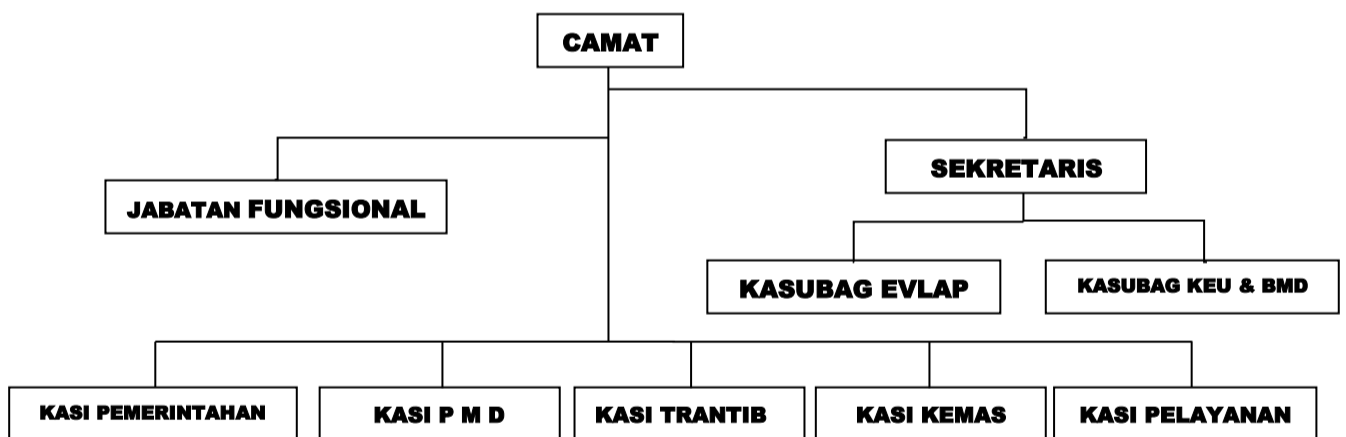 CAMAT
SEKRETARIS
JABATAN FUNGSIONAL
KASUBAG EVLAP
KASUBAG KEU & BMD
KASI PEMERINTAHAN
KASI P M D
KASI TRANTIB
KASI KEMAS
KASI PELAYANAN